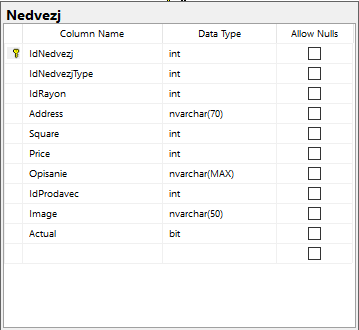 Nedvezj
Column Name Data Type Allow Nulls
IdNedvezj int
IdNedvezjType int
IdRayon int
Address nvarchar(70)
Square int
Price int
Opisanie nvarchar(MAX)
IdProdavec int
Image nvarchar(50)
Actual bit